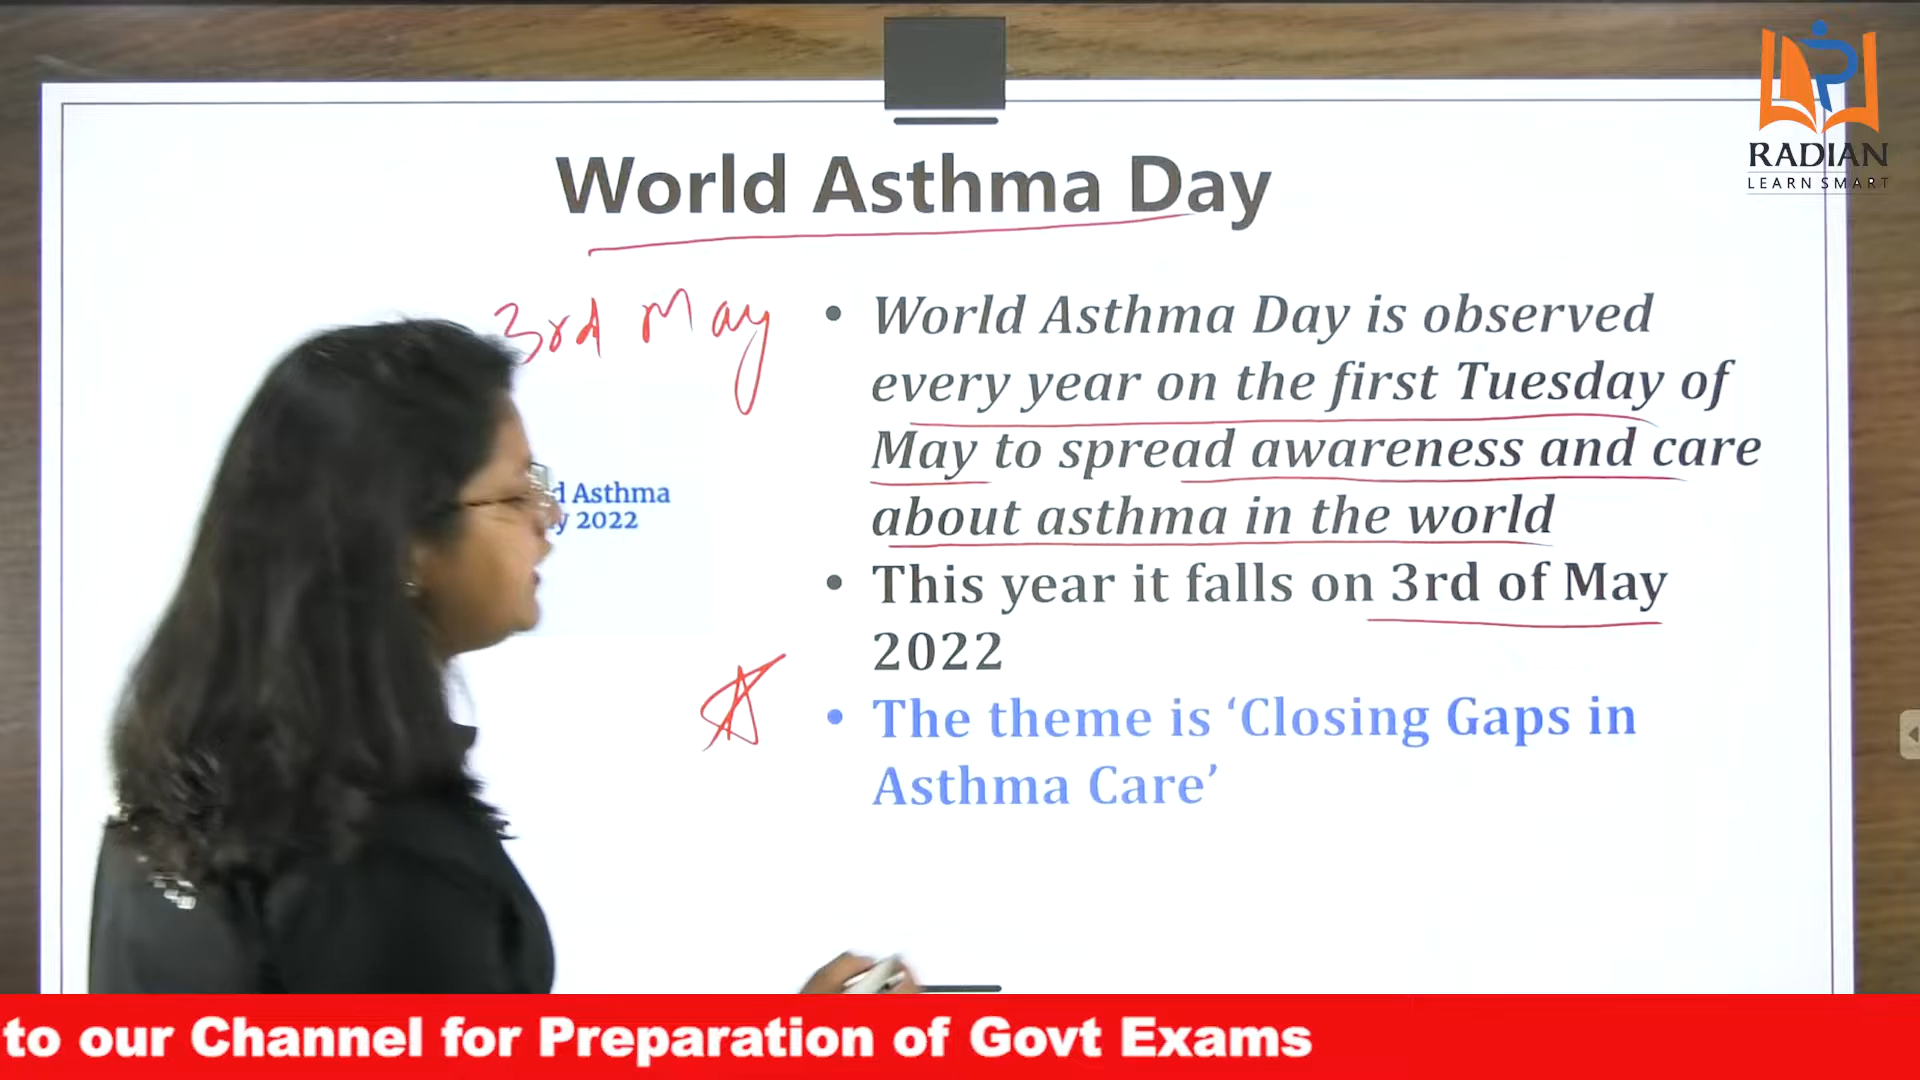 RADIAN
LEARN SMART
World Asthma Day
3rd May
• World Asthma Day is observed
every year on the first Tuesday of
May to spread awareness and care
about asthma in the world
• This year it falls on 3rd of May
2022
• The theme is ‘Closing Gaps in
Asthma Care’
Asthma
2022
to our Channel for Preparation of Govt Exams